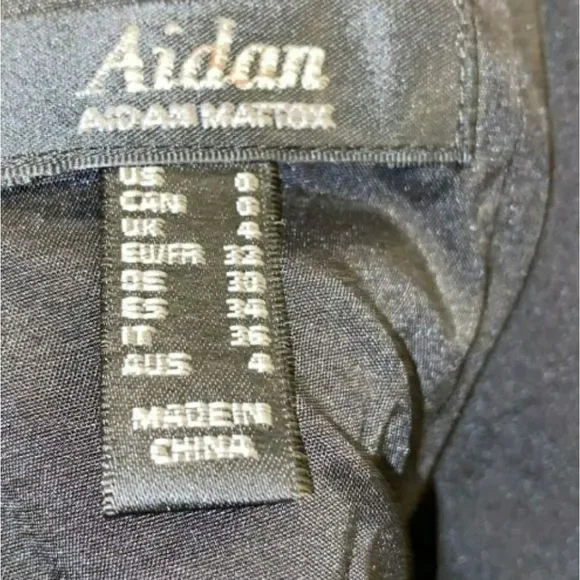 Aidan
AIDAN MATTOX
US 0
CAN 0
UK 4
EU/FR 32
DE 30
ES 34
IT 36
AUS 4
MADE IN
CHINA